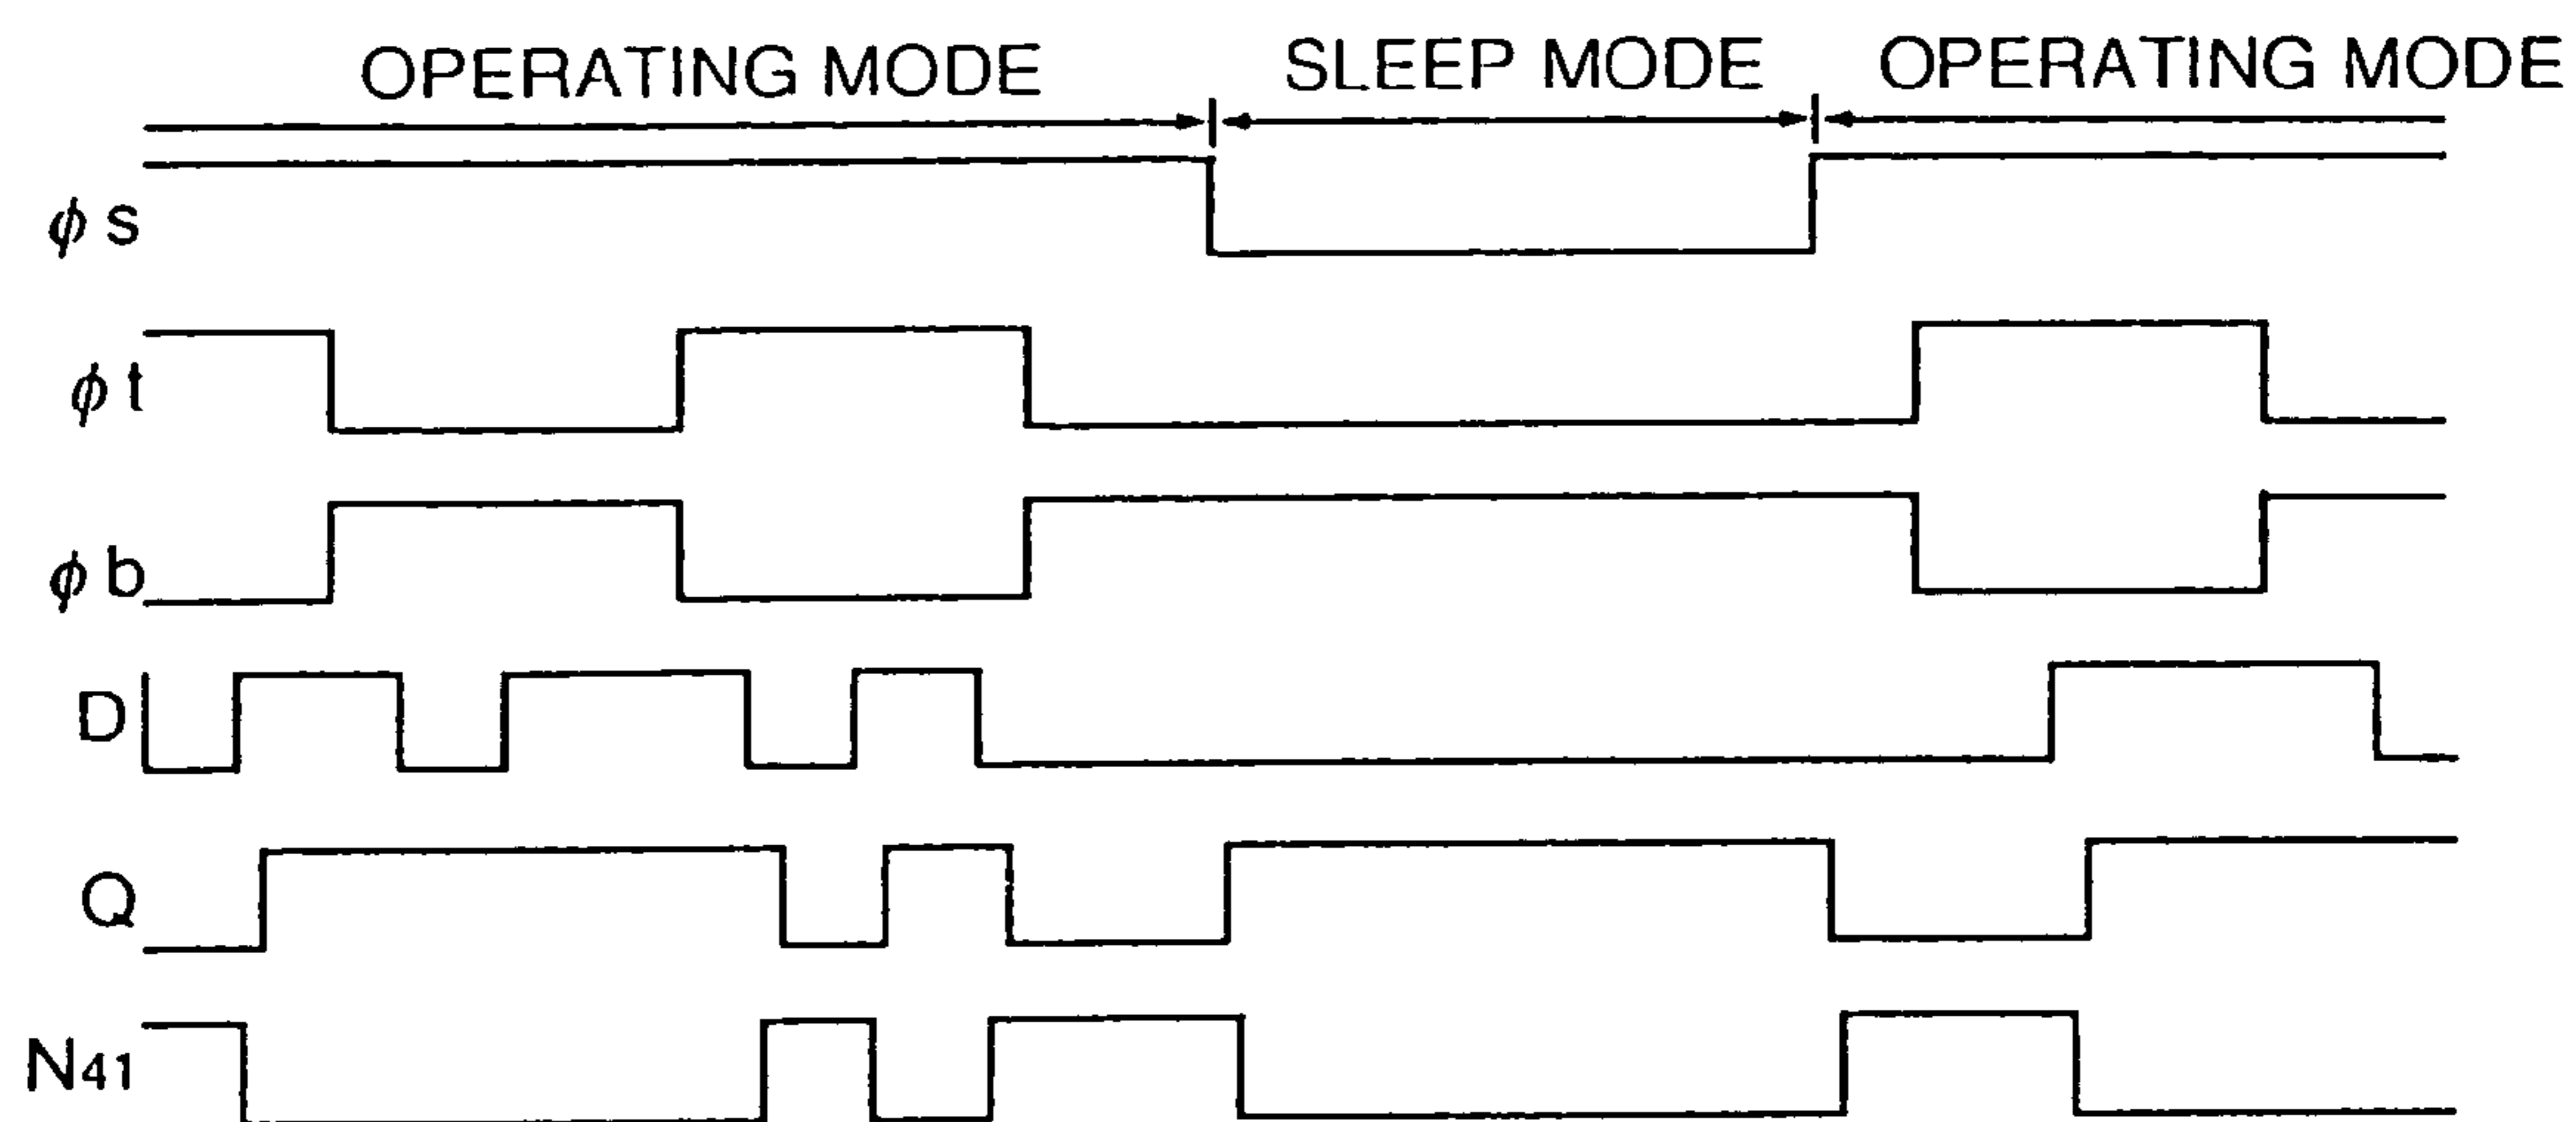 OPERATING MODE SLEEP MODE OPERATING MODE
ϕ s
ϕ t
ϕ b
D
Q
N41